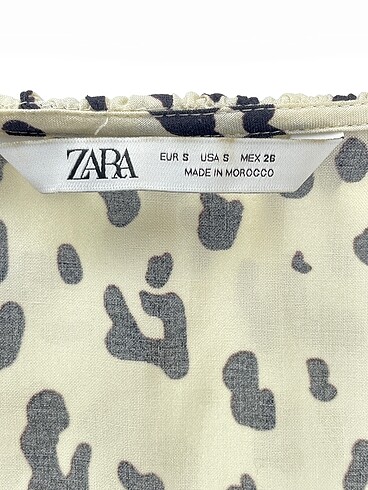 ZARA
EUR S USA S MEX 26
MADE IN MOROCCO